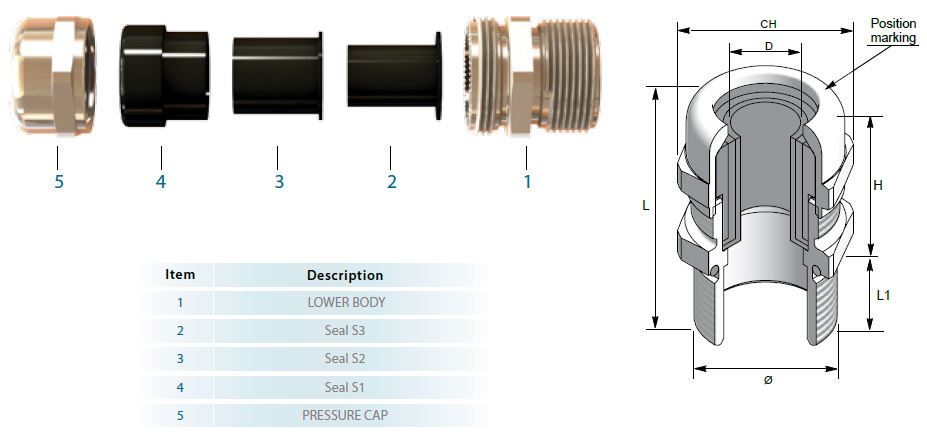 5 4 3 2 1
Item Description
1 LOWER BODY
2 Seal S3
3 Seal S2
4 Seal S1
5 PRESSURE CAP
CH
Position
marking
D
L
H
L1
Ø